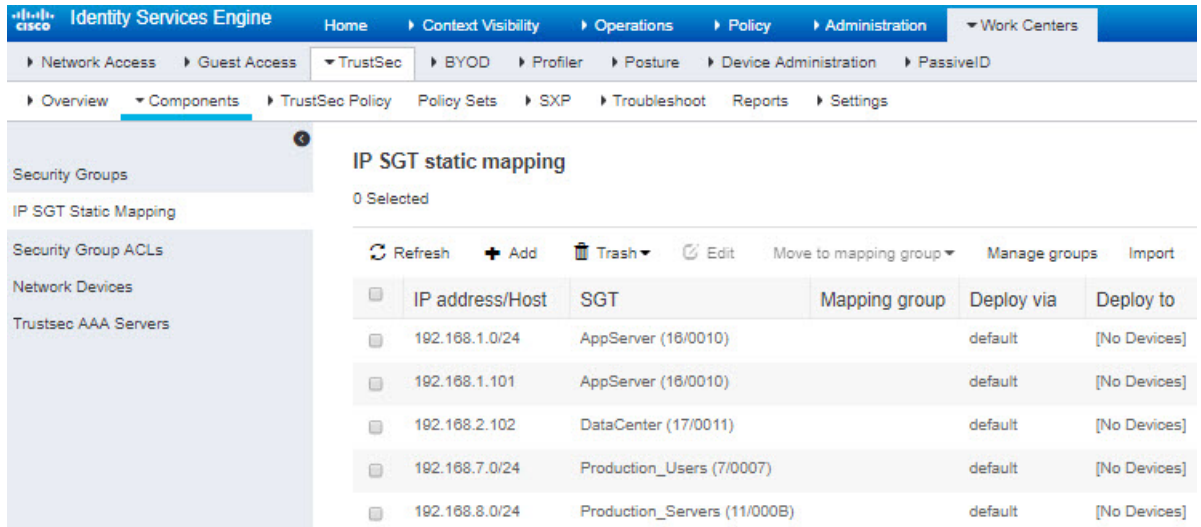 cisco Identity Services Engine Home Context Visibility Operations Policy Administration Work Centers
Network Access Guest Access TrustSec BYOD Profiler Posture Device Administration PassiveID
Overview Components TrustSec Policy Policy Sets SXP Troubleshoot Reports Settings
Security Groups
IP SGT Static Mapping
Security Group ACLs
Network Devices
Trustsec AAA Servers
IP SGT static mapping
0 Selected
Refresh Add Trash Edit Move to mapping group Manage groups Import
IP address/Host SGT Mapping group Deploy via Deploy to
192.168.1.0/24 AppServer (16/0010) default [No Devices]
192.168.1.101 AppServer (16/0010) default [No Devices]
192.168.2.102 DataCenter (17/0011) default [No Devices]
192.168.7.0/24 Production_Users (7/0007) default [No Devices]
192.168.8.0/24 Production_Servers (11/000B) default [No Devices]